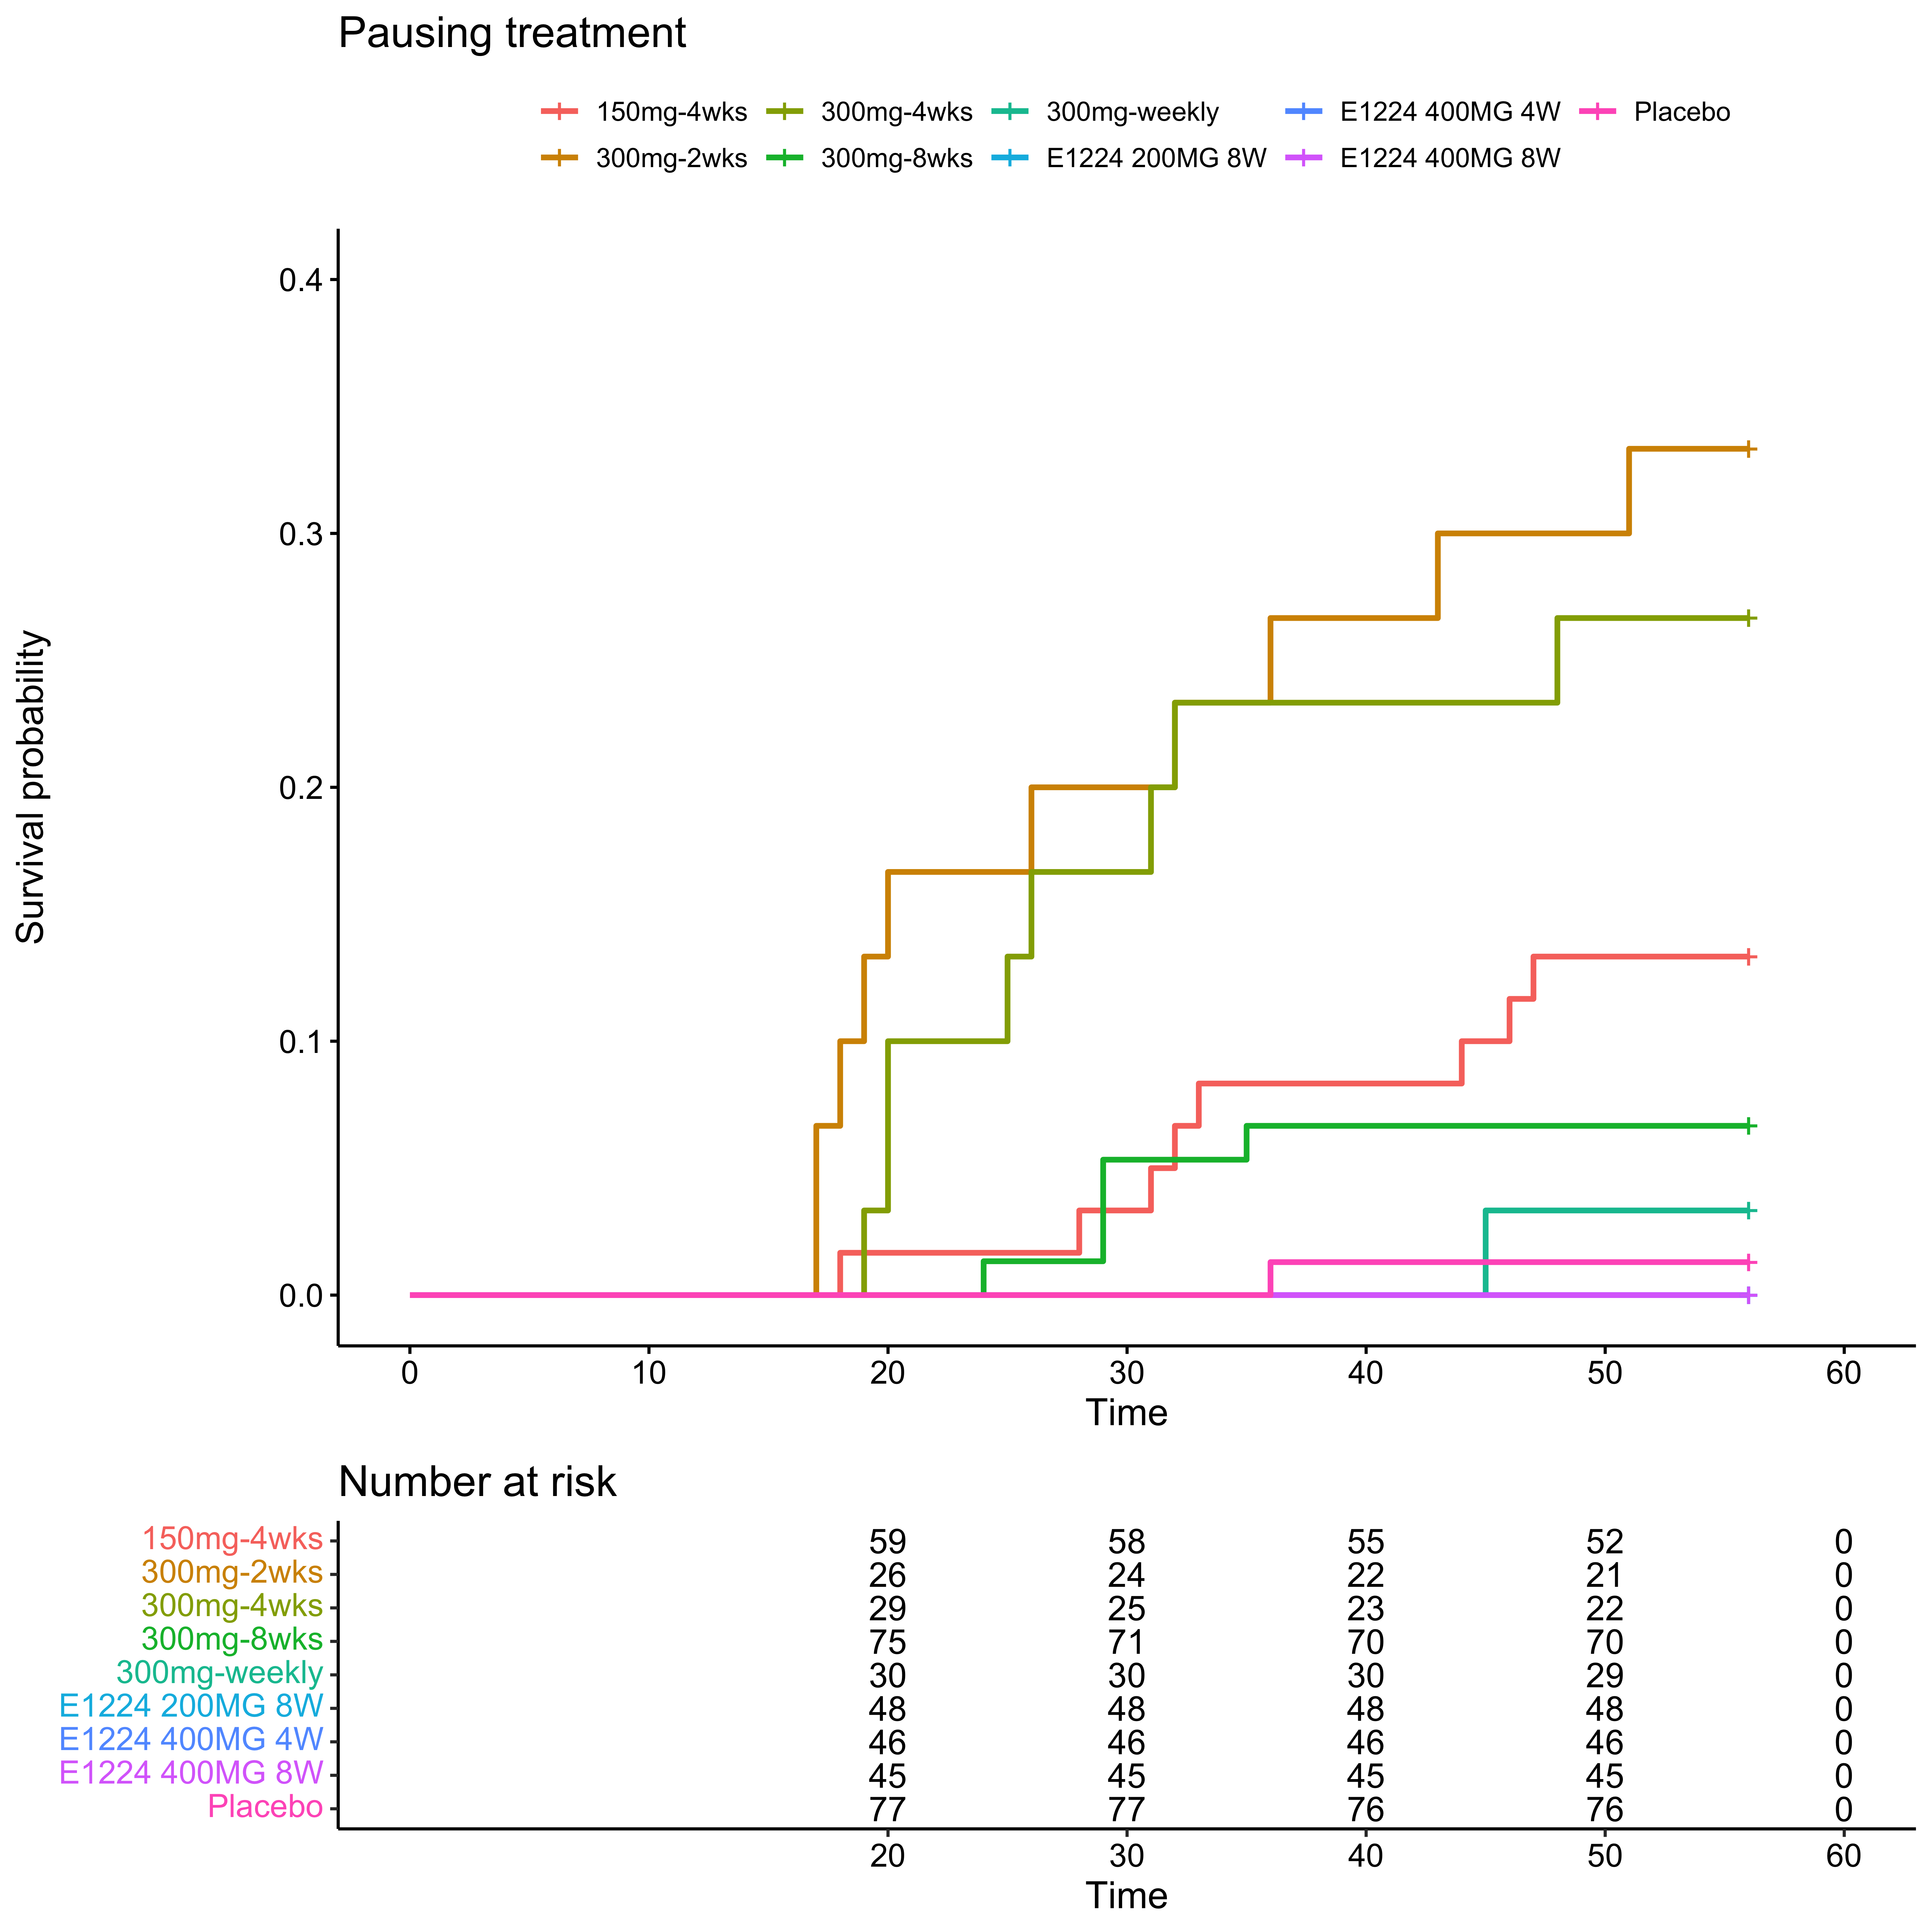 Pausing treatment
150mg-4wks 300mg-4wks 300mg-weekly E1224 400MG 4W Placebo
300mg-2wks 300mg-8wks E1224 200MG 8W E1224 400MG 8W
Survival probability
0.4
0.3
0.2
0.1
0.0
0 10 20 30 40 50 60
Time
Number at risk
150mg-4wks 59 58 55 52 0
300mg-2wks 26 24 22 21 0
300mg-4wks 29 25 23 22 0
300mg-8wks 75 71 70 70 0
300mg-weekly 30 30 30 29 0
E1224 200MG 8W 48 48 48 48 0
E1224 400MG 4W 46 46 46 46 0
E1224 400MG 8W 45 45 45 45 0
Placebo 77 77 76 76 0
20 30 40 50 60
Time